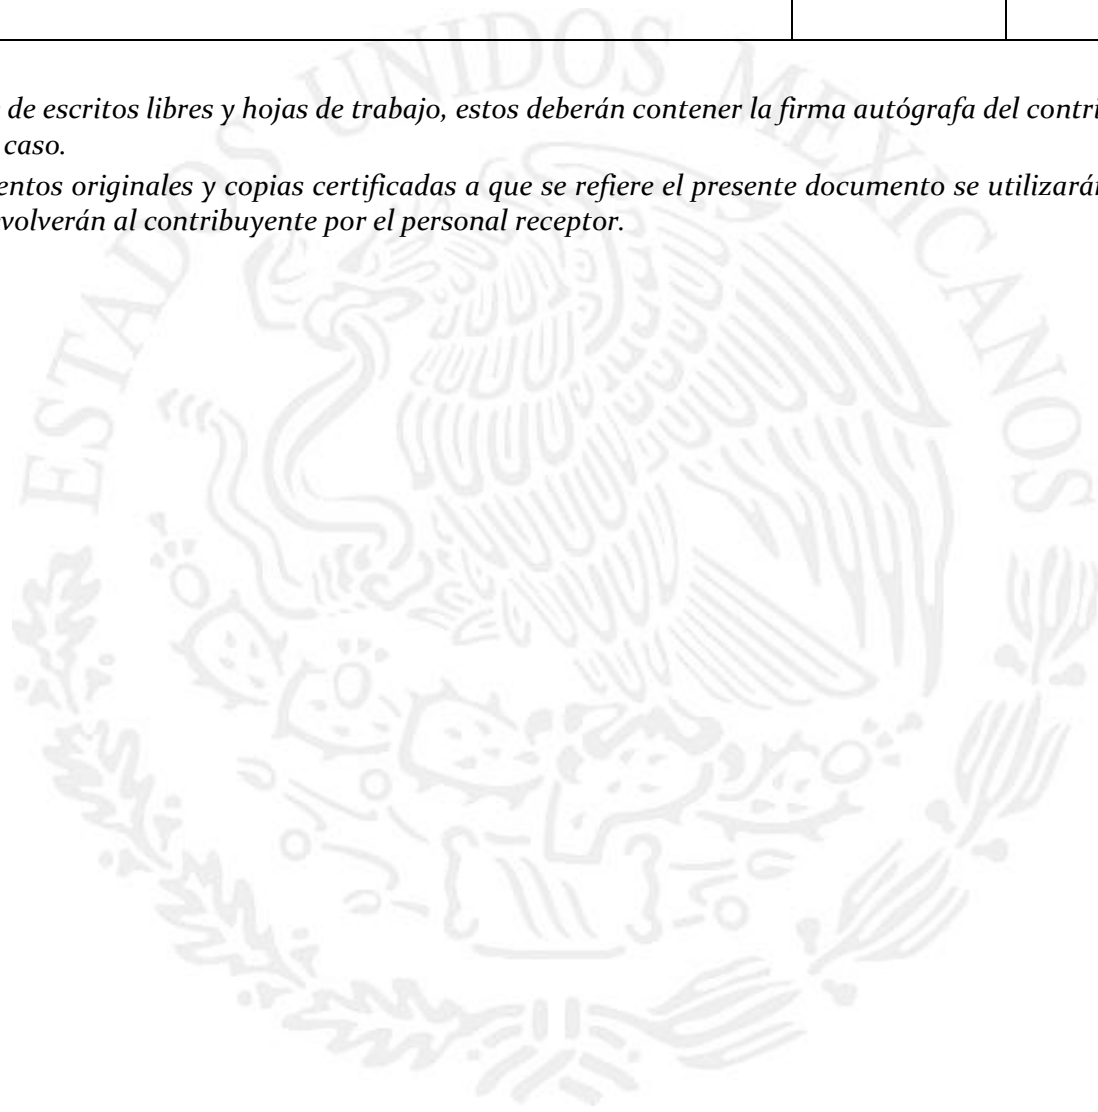 ESTADOS UNIDOS MEXICANOS
de escritos libres y hojas de trabajo, estos deberán contener la firma autógrafa del contri
caso.
entos originales y copias certificadas a que se refiere el presente documento se utilizará
volverán al contribuyente por el personal receptor.